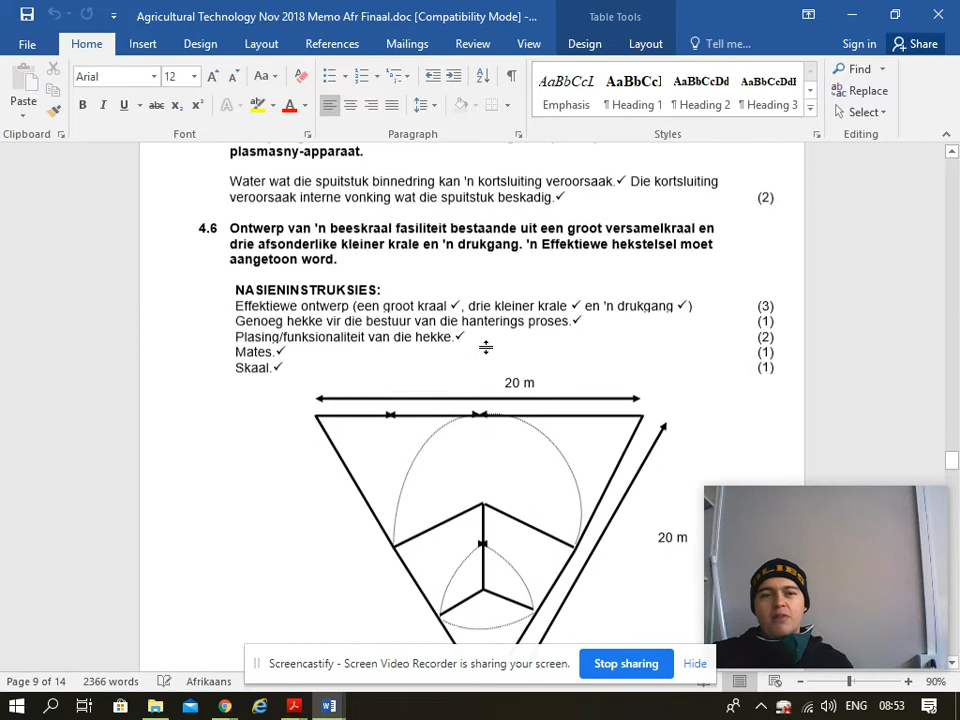 Agricultural Technology Nov 2018 Memo Afr Finaal.doc [Compatibility Mode] -...
Table Tools
File
Home
Insert
Design
Layout
References
Mailings
Review
View
Design
Layout
Tell me...
Sign in
Share
Paste
Arial
12
Aa
B I U abc x₂ x²
AaBbCcL
AaBbCcI
AaBbCcDd
AaBbCcDdI
Emphasis
¶ Heading 1
¶ Heading 2
¶ Heading 3
Find
Replace
Select
Clipboard
Font
Paragraph
Styles
Editing
plasmasny-apparaat.
Water wat die spuitstuk binnedring kan 'n kortsluiting veroorsaak.✓ Die kortsluiting
veroorsaak interne vonking wat die spuitstuk beskadig.✓ (2)
4.6 Ontwerp van 'n beeskraal fasiliteit bestaande uit een groot versamelkraal en
drie afsonderlike kleiner krale en 'n drukgang. 'n Effektiewe hekstelsel moet
aangetoon word.
NASIENINSTRUKSIES:
Effektiewe ontwerp (een groot kraal ✓, drie kleiner krale ✓ en 'n drukgang ✓) (3)
Genoeg hekke vir die bestuur van die hanterings proses.✓ (1)
Plasing/funksionaliteit van die hekke.✓ (2)
Mates.✓ (1)
Skaal.✓ (1)
20 m
20 m
Screencastify - Screen Video Recorder is sharing your screen.
Stop sharing
Hide
Page 9 of 14
2366 words
Afrikaans
90%
ENG
08:53